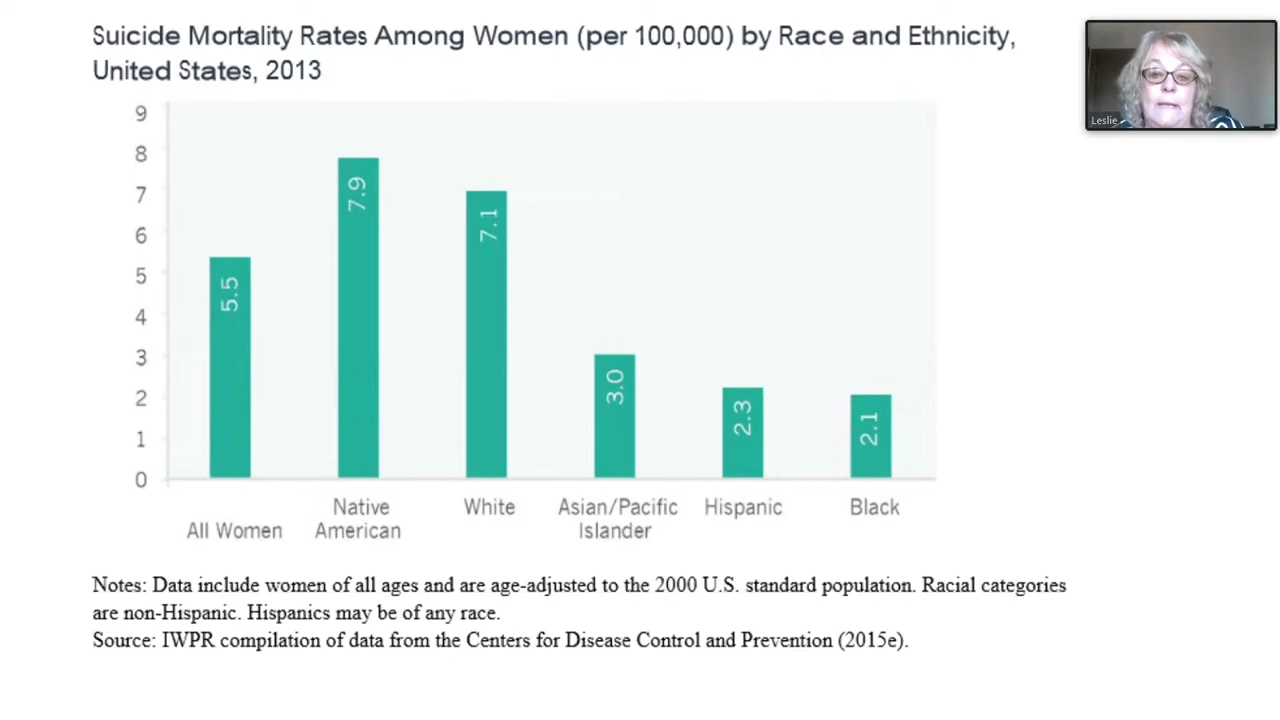 Suicide Mortality Rates Among Women (per 100,000) by Race and Ethnicity,
United States, 2013
Leslie
9
8
7
6
5
4
3
2
1
0
5.5
7.9
7.1
3.0
2.3
2.1
All Women
Native
American
White
Asian/Pacific
Islander
Hispanic
Black
Notes: Data include women of all ages and are age-adjusted to the 2000 U.S. standard population. Racial categories
are non-Hispanic. Hispanics may be of any race.
Source: IWPR compilation of data from the Centers for Disease Control and Prevention (2015e).